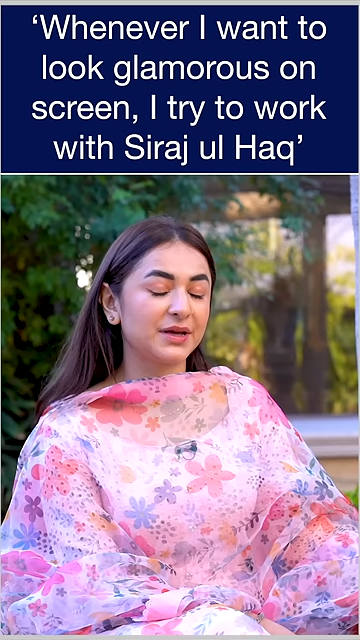 ‘Whenever I want to
look glamorous on
screen, I try to work
with Siraj ul Haq’